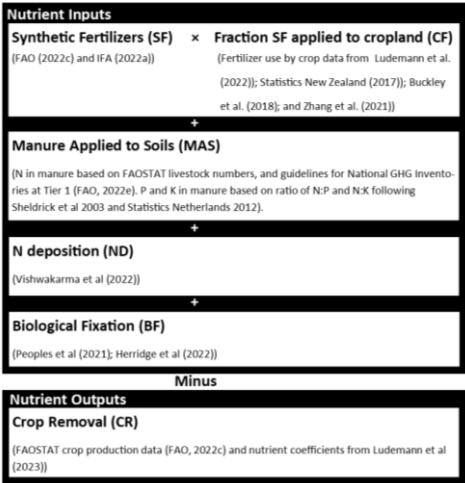 Nutrient Inputs
Synthetic Fertilizers (SF) × Fraction SF applied to cropland (CF)
(FAO (2022c) and IFA (2022a)) (Fertilizer use by crop data from Ludemann et al.
(2022)); Statistics New Zealand (2017)); Buckley
et al. (2018); and Zhang et al. (2021))
+
Manure Applied to Soils (MAS)
(N in manure based on FAOSTAT livestock numbers, and guidelines for National GHG Invento-
ries at Tier 1 (FAO, 2022e). P and K in manure based on ratio of N:P and N:K following
Sheldrick et al 2003 and Statistics Netherlands 2012).
+
N deposition (ND)
(Vishwakarma et al (2022))
+
Biological Fixation (BF)
(Peoples et al (2021); Herridge et al (2022))
Minus
Nutrient Outputs
Crop Removal (CR)
(FAOSTAT crop production data (FAO, 2022c) and nutrient coefficients from Ludemann et al
(2023))